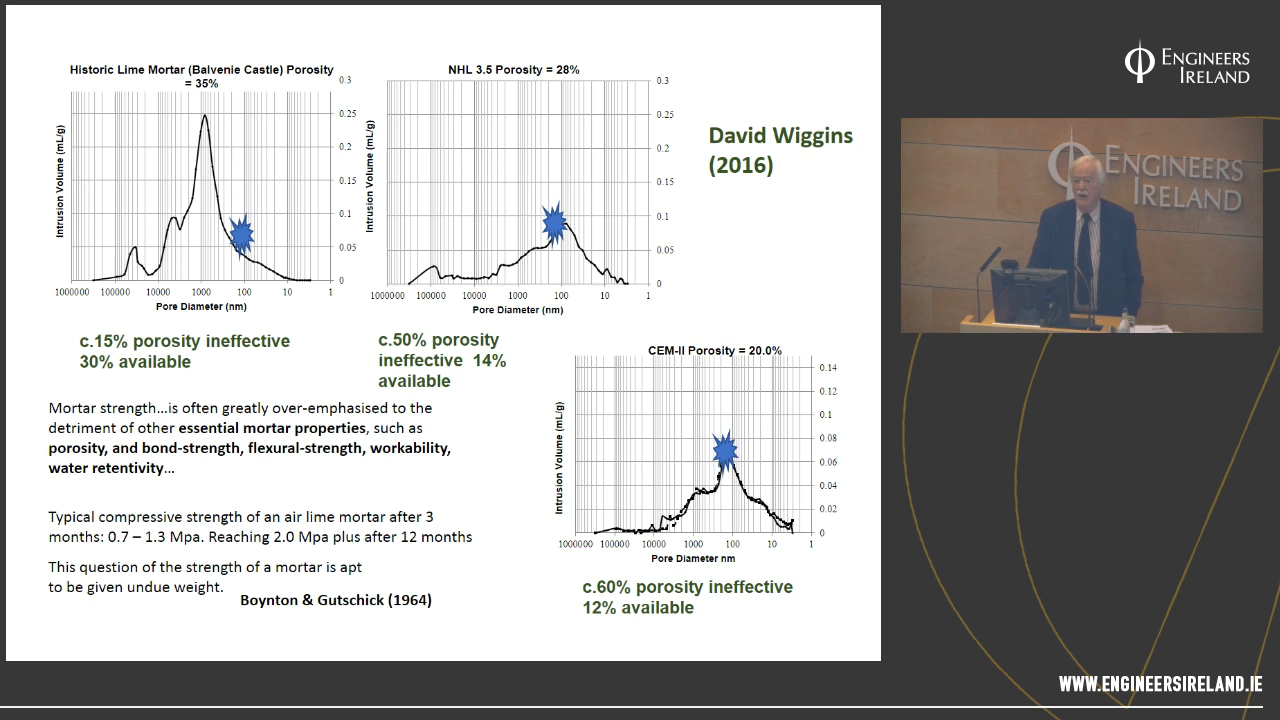 Historic Lime Mortar (Balvenie Castle) Porosity
= 35%
0.3
0.25
0.2
0.15
0.1
0.05
0
Intrusion Volume (mL/g)
1000000 100000 10000 1000 100 10 1
Pore Diameter (nm)
NHL 3.5 Porosity = 28%
0.3
0.25
0.2
0.15
0.1
0.05
0
Intrusion Volume (mL/g)
1000000 100000 10000 1000 100 10 1
Pore Diameter (nm)
David Wiggins
(2016)
c.15% porosity ineffective
30% available
c.50% porosity
ineffective 14%
available
CEM-II Porosity = 20.0%
0.14
0.12
0.1
0.08
0.06
0.04
0.02
0
Intrusion Volume (mL/g)
1000000 100000 10000 1000 100 10 1
Pore Diameter nm
c.60% porosity ineffective
12% available
Mortar strength...is often greatly over-emphasised to the
detriment of other essential mortar properties, such as
porosity, and bond-strength, flexural-strength, workability,
water retentivity...
Typical compressive strength of an air lime mortar after 3
months: 0.7 – 1.3 Mpa. Reaching 2.0 Mpa plus after 12 months
This question of the strength of a mortar is apt
to be given undue weight.
Boynton & Gutschick (1964)
ENGINEERS
IRELAND
ENGINEERS
IRELAND
WWW.ENGINEERSIRELAND.IE